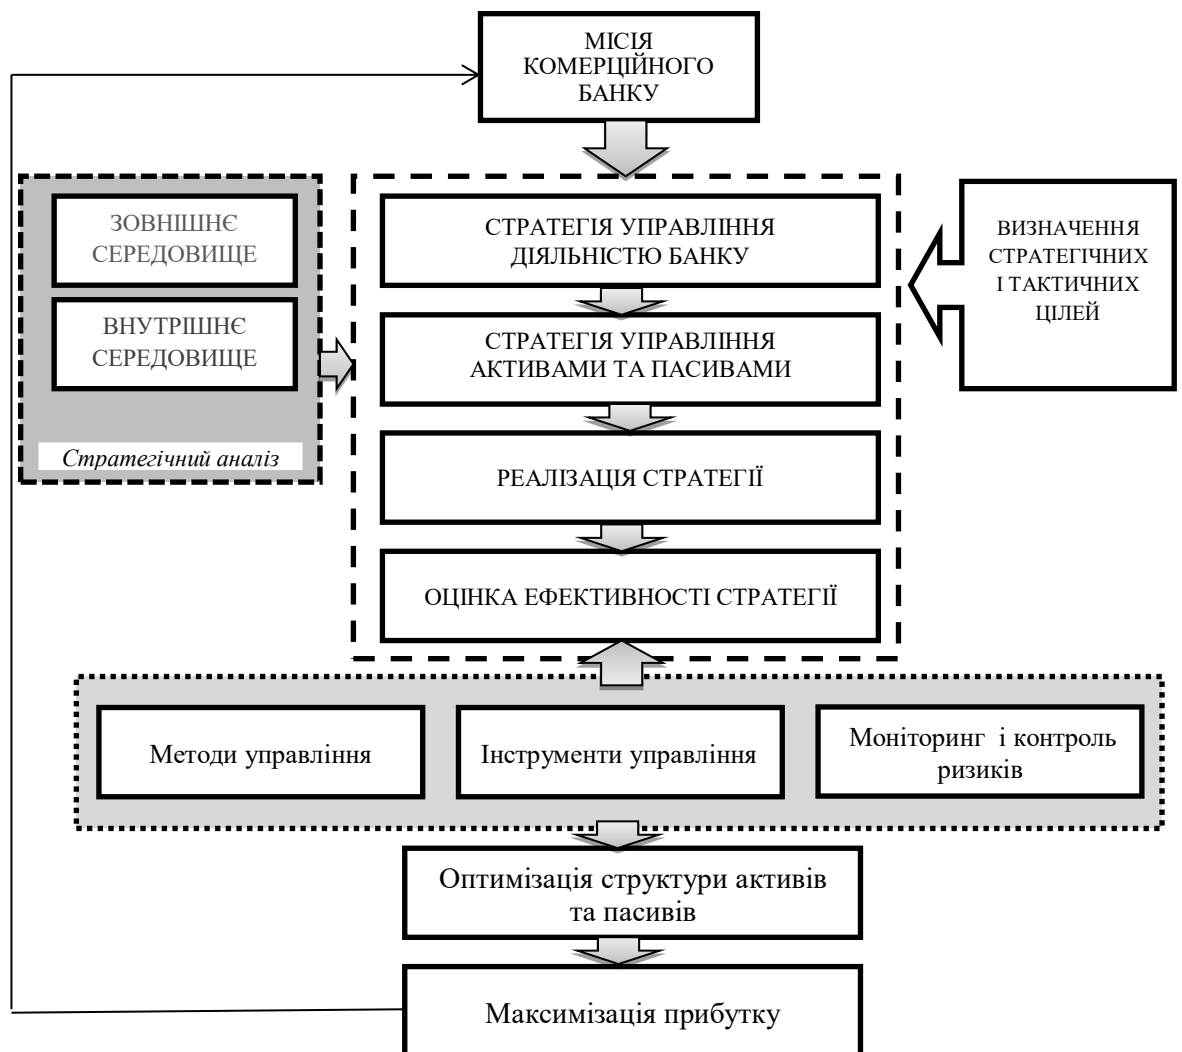 МІСІЯ
КОМЕРЦІЙНОГО
БАНКУ
ЗОВНІШНЄ
СЕРЕДОВИЩЕ
ВНУТРІШНЄ
СЕРЕДОВИЩЕ
Стратегічний аналіз
СТРАТЕГІЯ УПРАВЛІННЯ
ДІЯЛЬНІСТЮ БАНКУ
СТРАТЕГІЯ УПРАВЛІННЯ
АКТИВАМИ ТА ПАСИВАМИ
РЕАЛІЗАЦІЯ СТРАТЕГІЇ
ОЦІНКА ЕФЕКТИВНОСТІ СТРАТЕГІЇ
ВИЗНАЧЕННЯ
СТРАТЕГІЧНИХ
І ТАКТИЧНИХ
ЦІЛЕЙ
Методи управління
Інструменти управління
Моніторинг і контроль
ризиків
Оптимізація структури активів
та пасивів
Максимізація прибутку